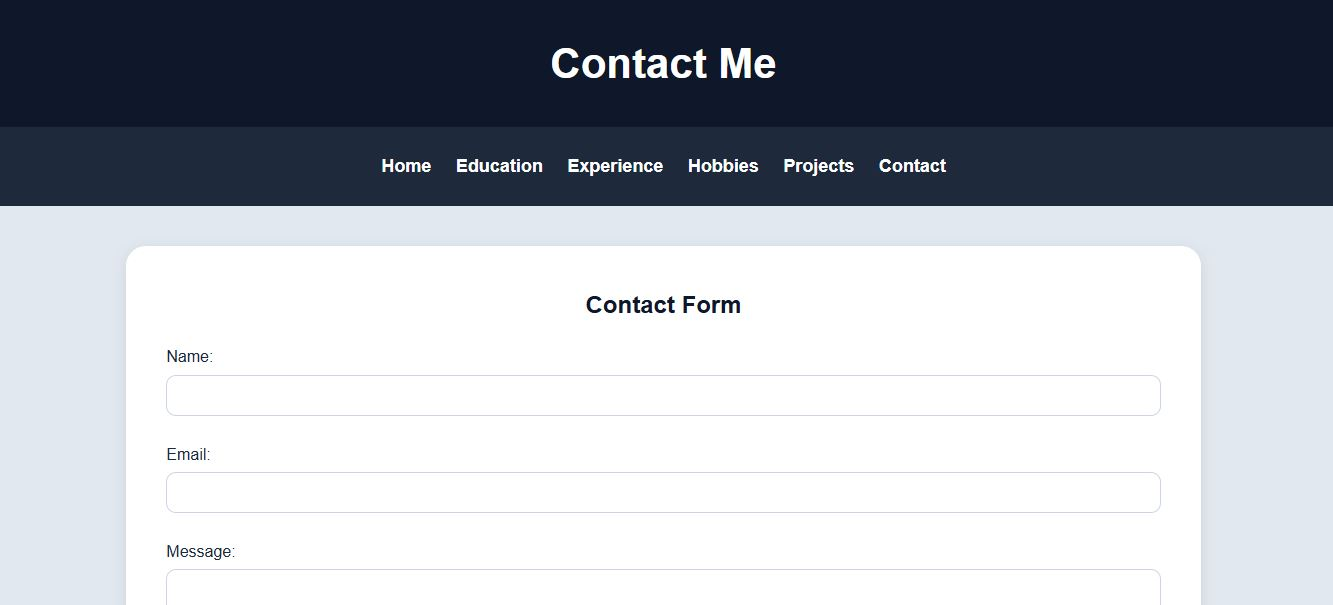 Contact Me
Home Education Experience Hobbies Projects Contact
Contact Form
Name:
Email:
Message: